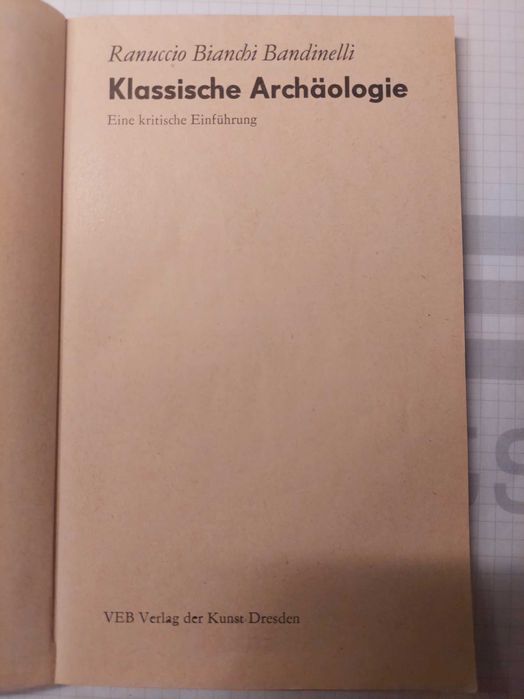 Ranuccio Bianchi Bandinelli
Klassische Archäologie
Eine kritische Einführung
VEB Verlag der Kunst Dresden